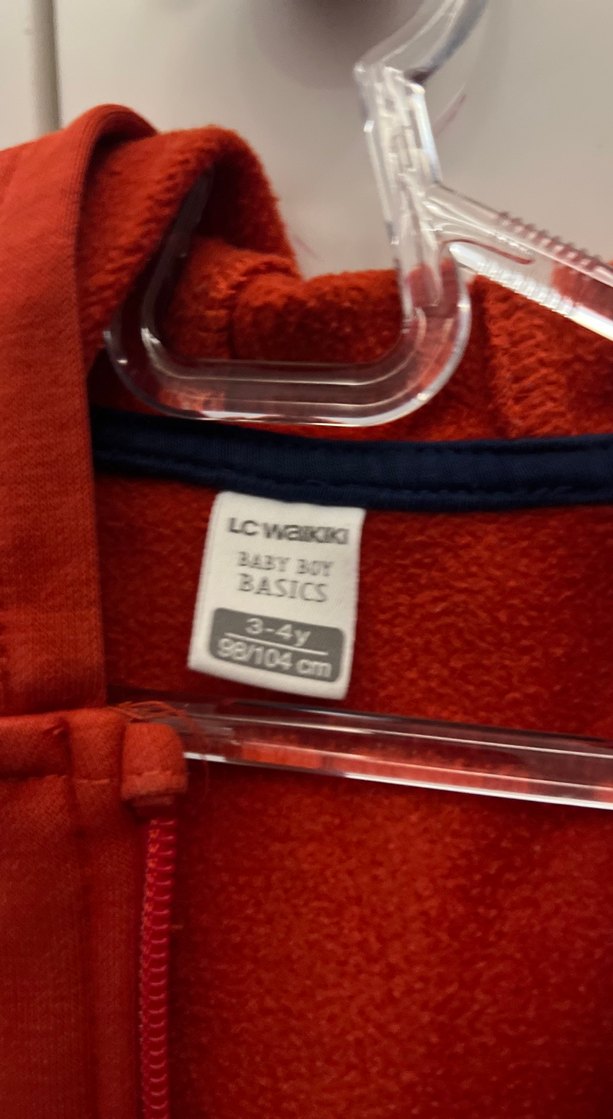 LC Waikiki
BABY BOY
BASICS
3-4y
98/104 cm